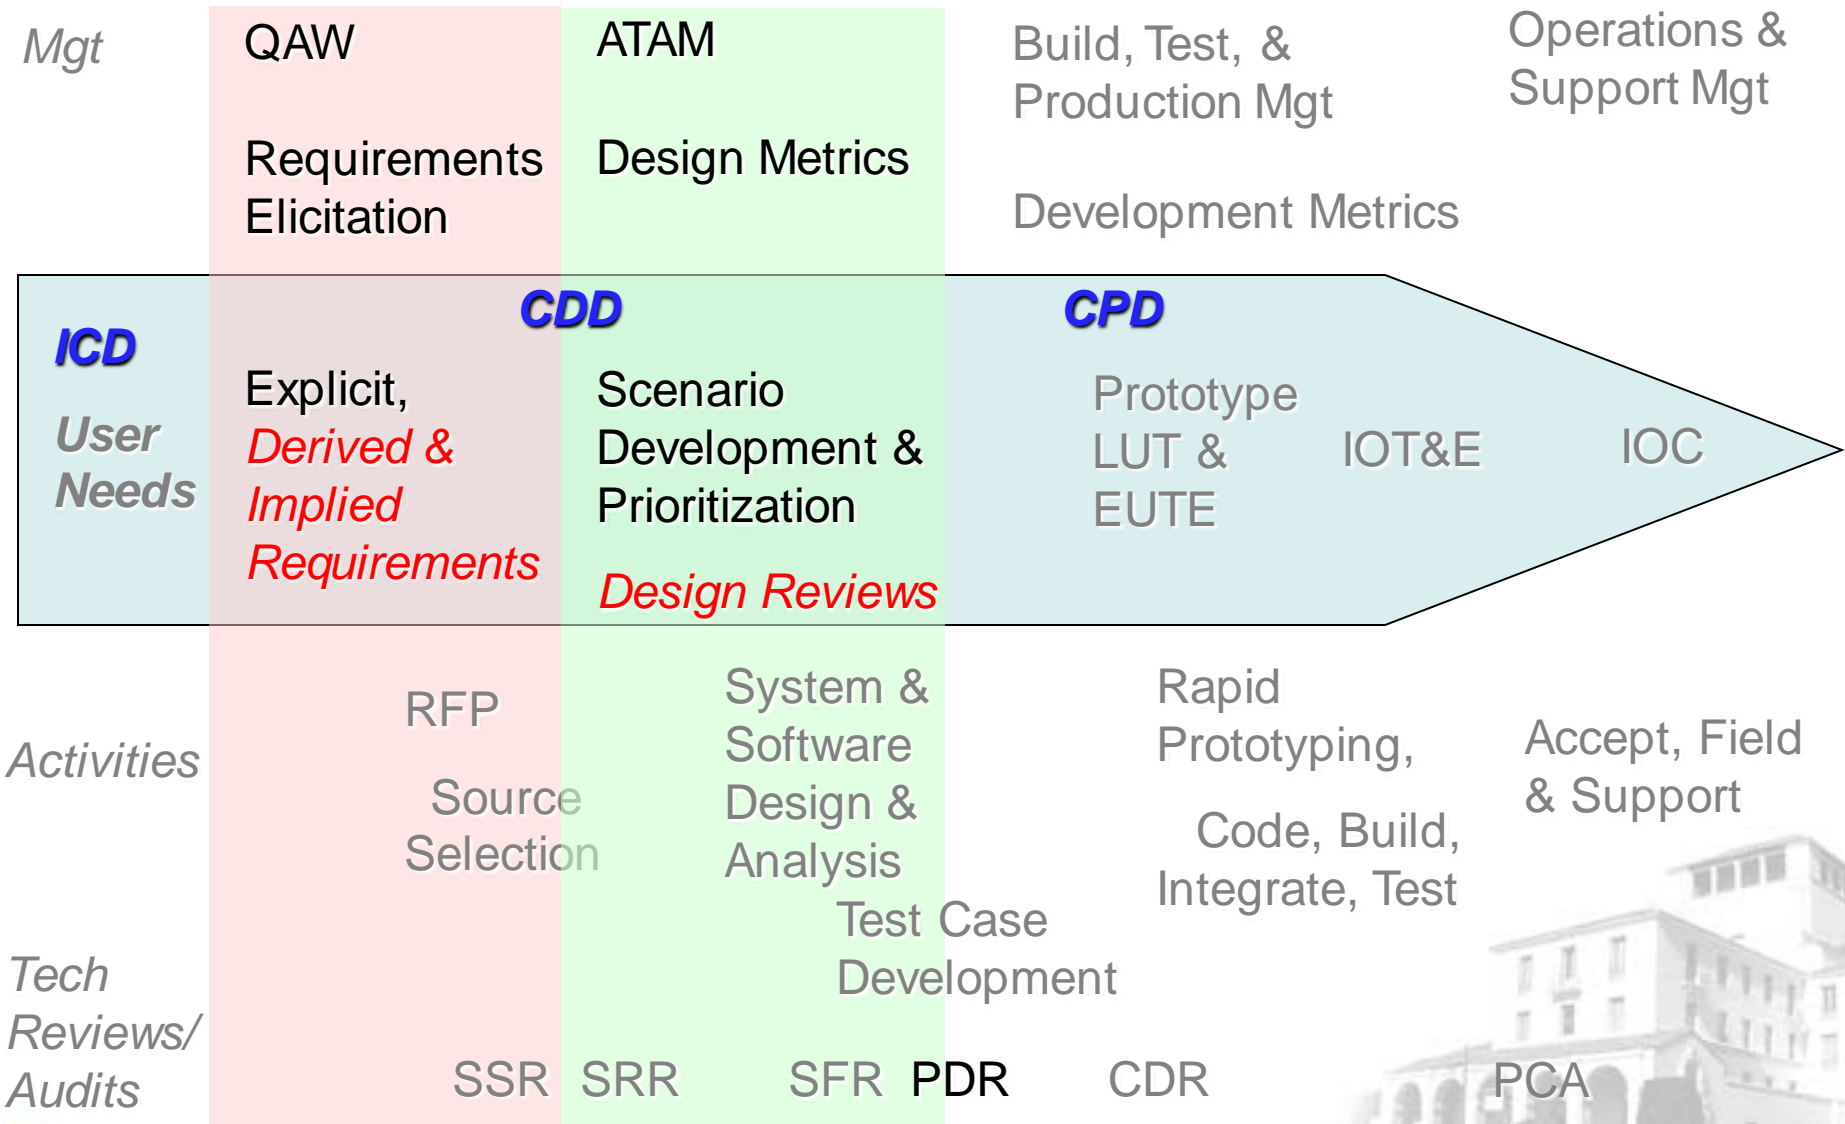 Mgt
QAW
ATAM
Build, Test, &
Production Mgt
Operations &
Support Mgt
Requirements
Elicitation
Design Metrics
Development Metrics
ICD
User
Needs
CDD
CPD
Explicit,
Derived &
Implied
Requirements
Scenario
Development &
Prioritization
Design Reviews
Prototype
LUT &
EUTE
IOT&E
IOC
Activities
RFP
Source
Selection
System &
Software
Design &
Analysis
Test Case
Development
Rapid
Prototyping,
Code, Build,
Integrate, Test
Accept, Field
& Support
Tech
Reviews/
Audits
SSR
SRR
SFR
PDR
CDR
PCA